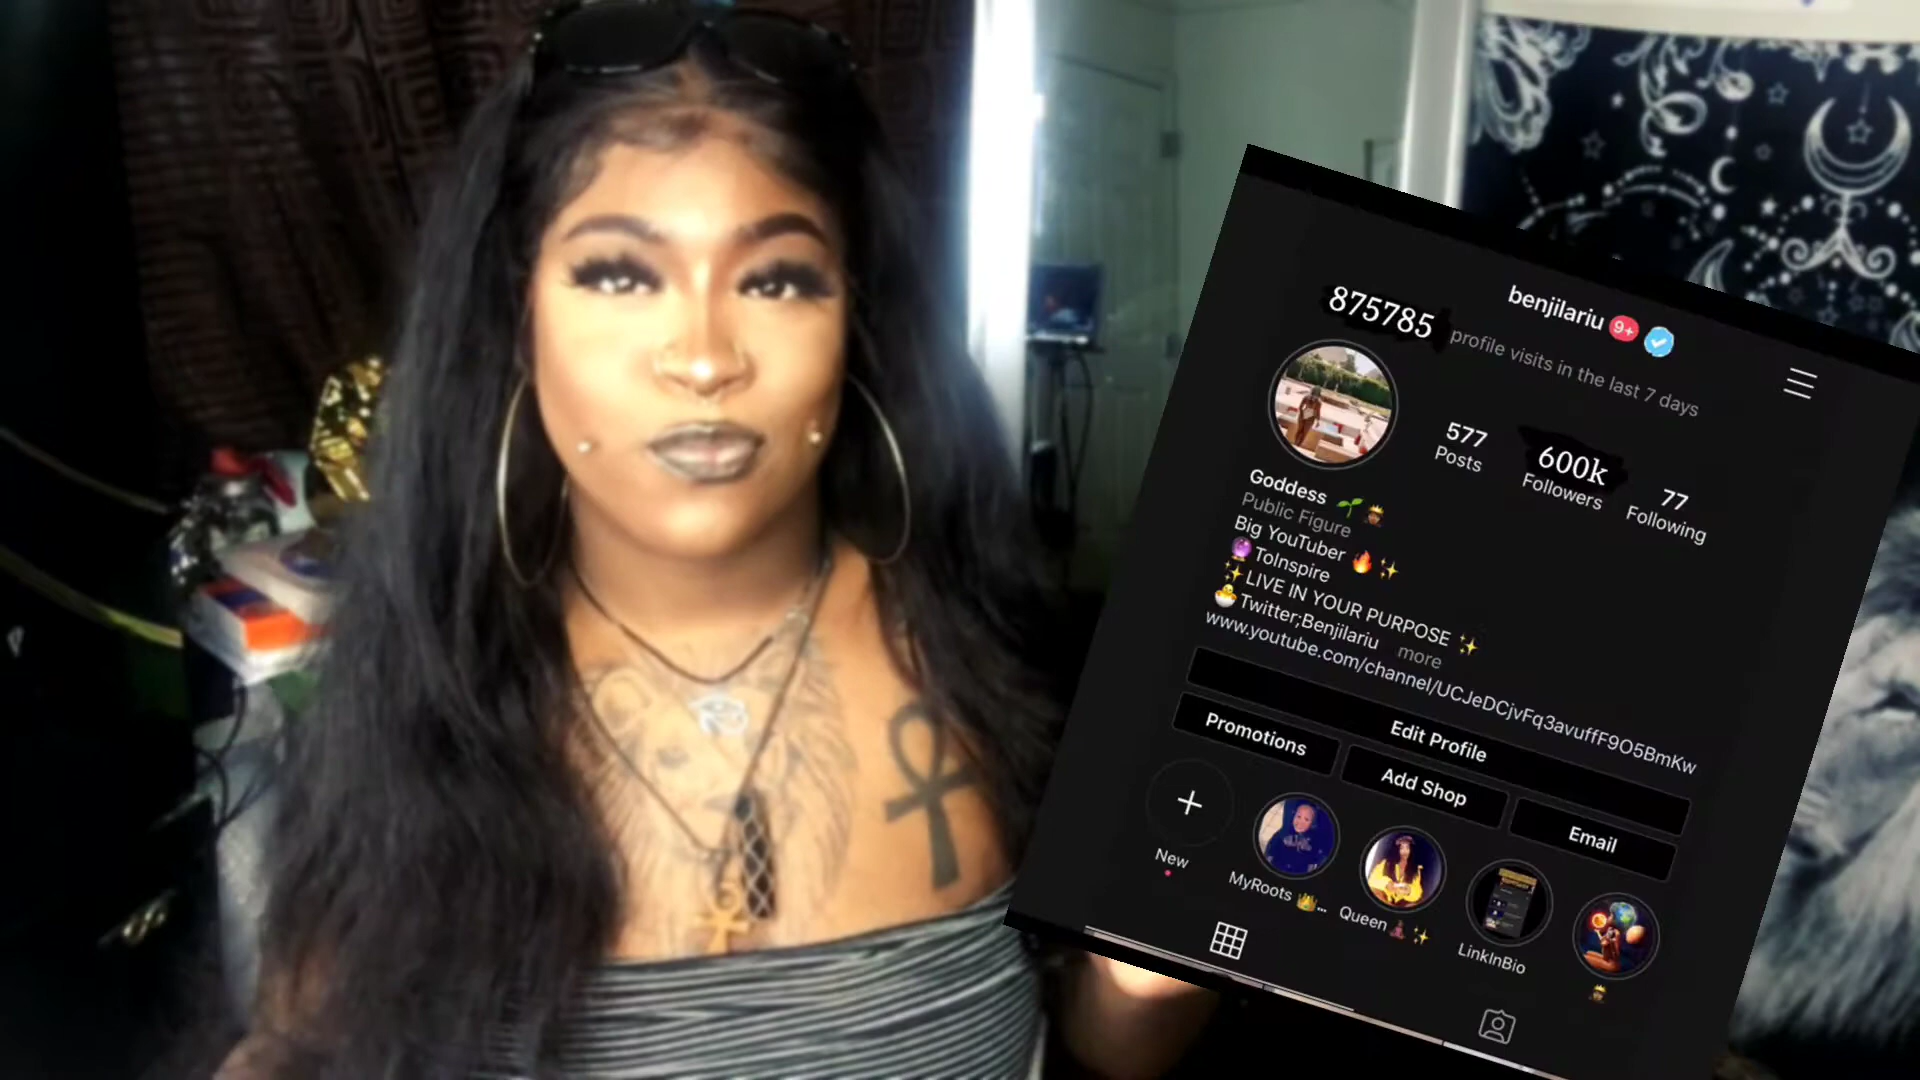 benjilariu 9+
875785 profile visits in the last 7 days
577 Posts
600k Followers
77 Following
Goddess 🌱👸🏾
Public Figure
Big YouTuber 🔥✨
🔮ToInspire
✨LIVE IN YOUR PURPOSE ✨
🐣Twitter;Benjilariu more
www.youtube.com/channel/UCJeDCjvFq3avuffF9O5BmKw
Edit Profile
Promotions
Add Shop
Email
New
MyRoots 👑...
Queen🧘🏾‍♀️✨
LinkInBio
👸🏾